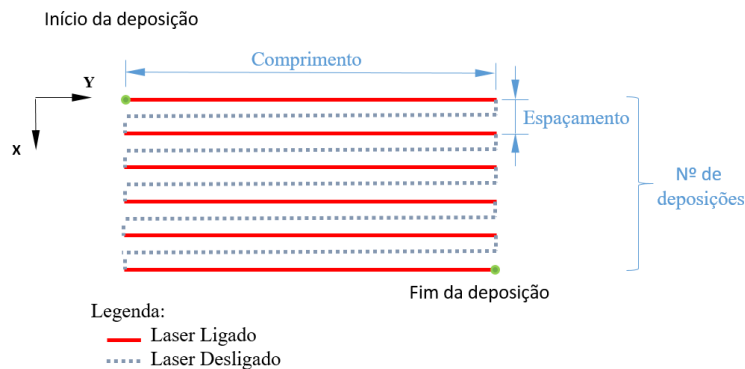 Início da deposição
Comprimento
Y
X
Espaçamento
Nº de
deposições
Fim da deposição
Legenda:
Laser Ligado
Laser Desligado